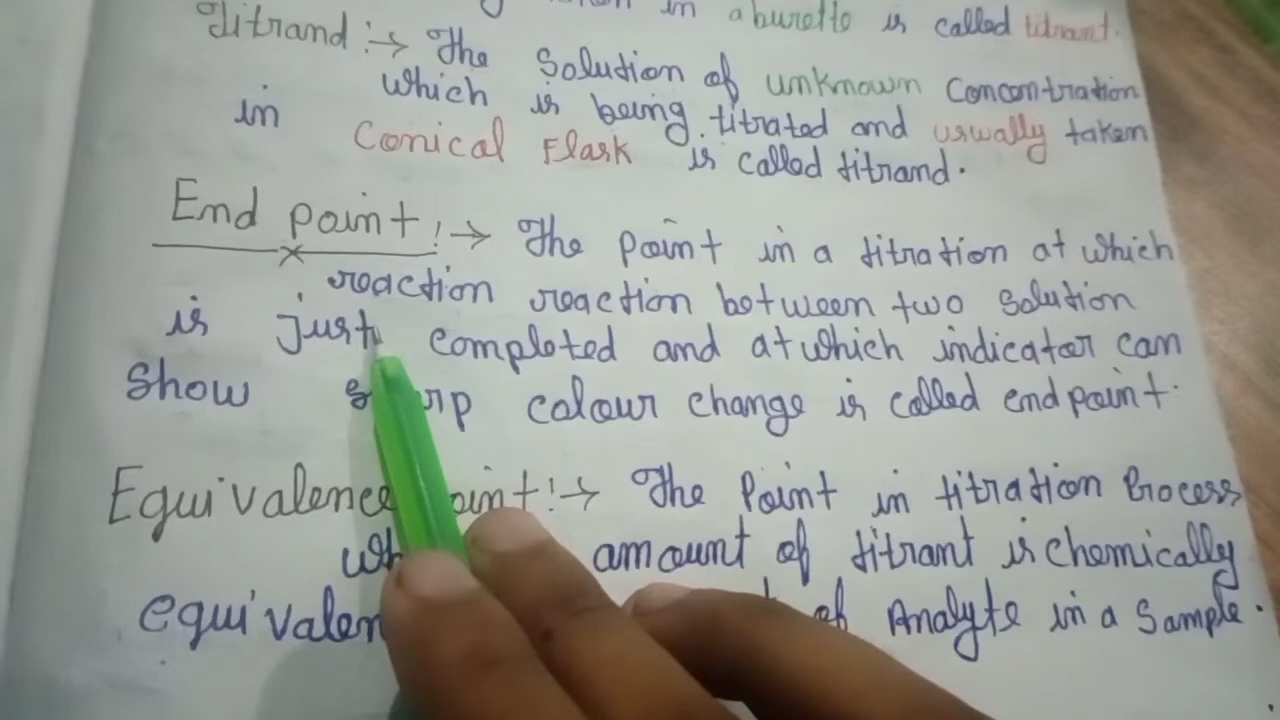 in a burette is called titrant.
Titrand :→ The Solution of unknown Concontration
which is being titrated and uswally taken
in Conical Flask is called titrand.
End point :→ The point in a titration at which
reaction reaction between two solution
is just completed and at which indicator can
Show colour change is called end point.
Equivalence :→ The Point in titration Process
amount of titrant is chemically
of Analyte in a Sample.